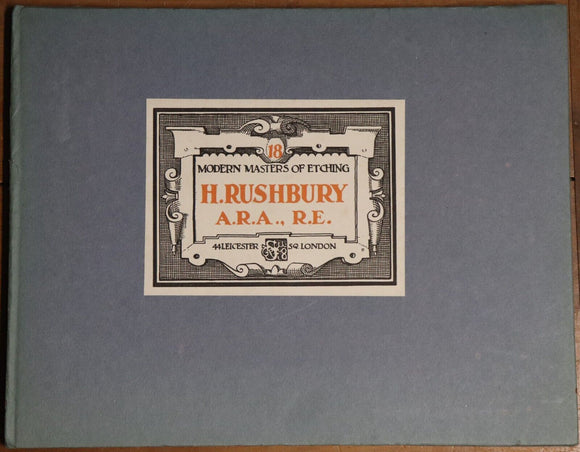 18
MODERN MASTERS OF ETCHING
H. RUSHBURY
A.R.A., R.E.
44 LEICESTER SQ. LONDON